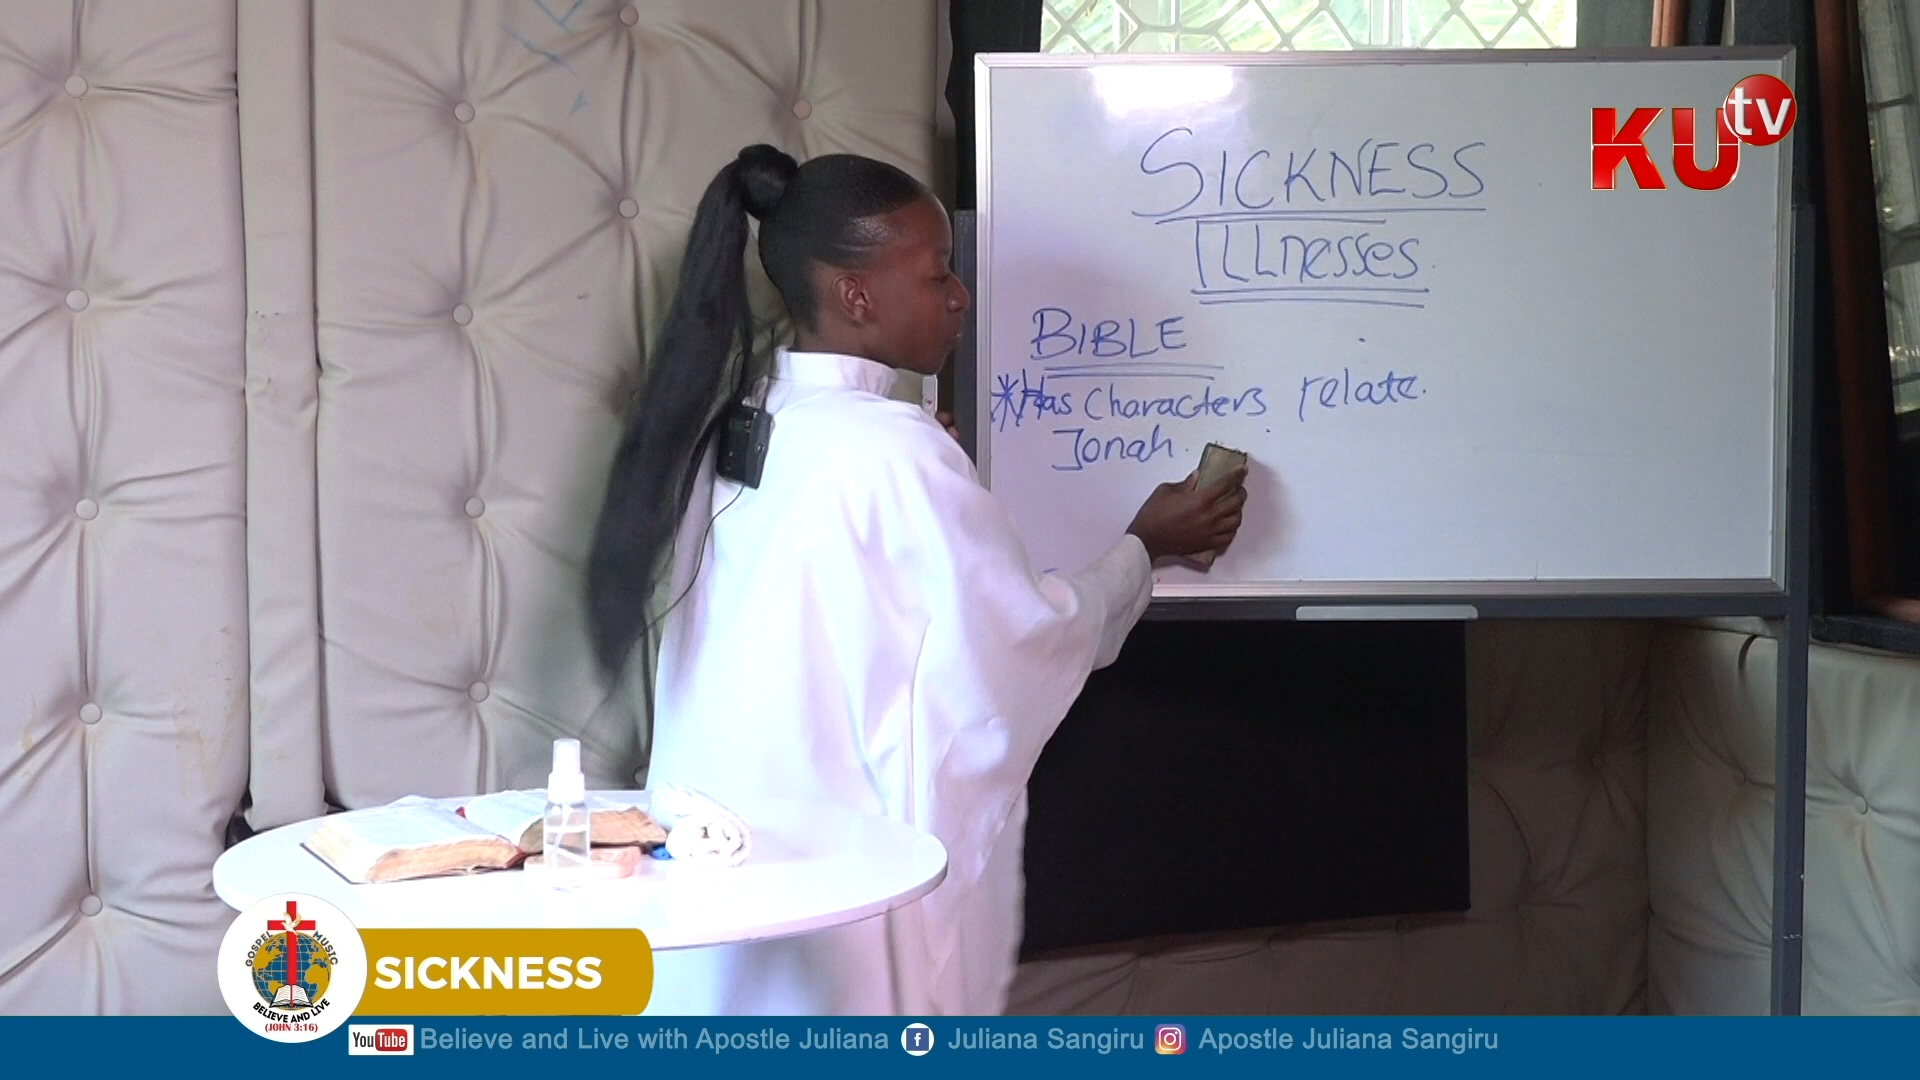 KU tv
SICKNESS
ILLnesses.
BIBLE
*Has Characters relate.
Jonah.
GOSPEL MUSIC
BELIEVE AND LIVE
(JOHN 3:16)
SICKNESS
YouTube Believe and Live with Apostle Juliana f Juliana Sangiru Apostle Juliana Sangiru